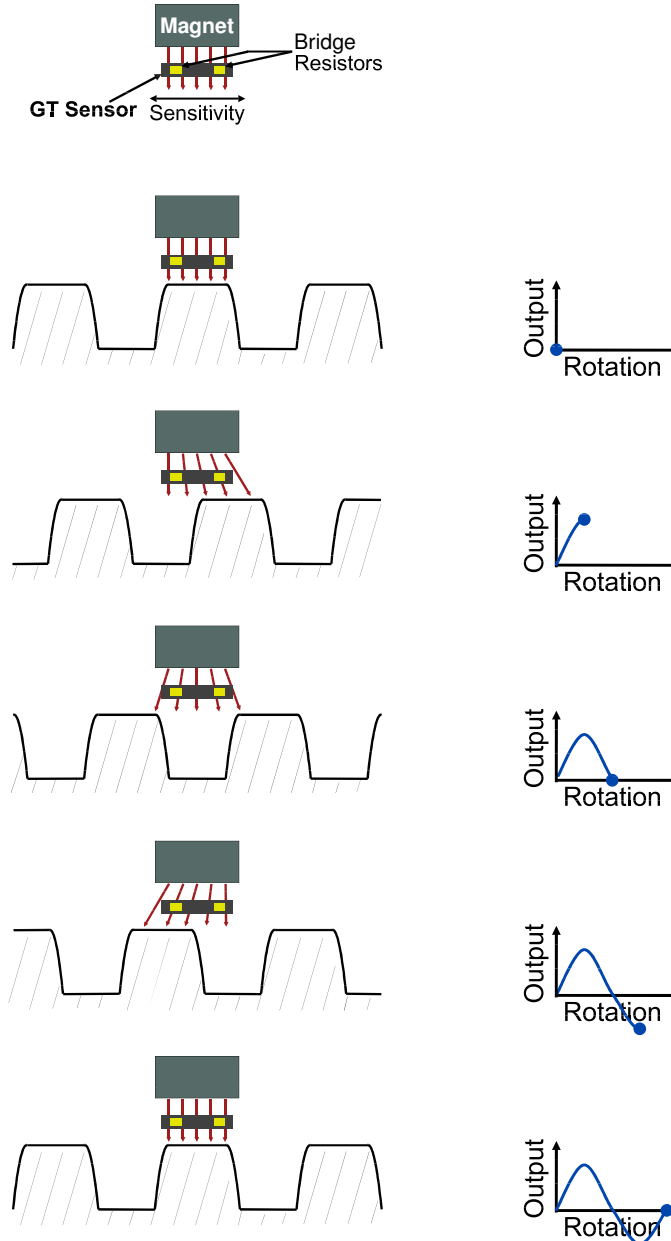 Magnet
Bridge
Resistors
GT Sensor
Sensitivity
Output
Rotation
Output
Rotation
Output
Rotation
Output
Rotation
Output
Rotation